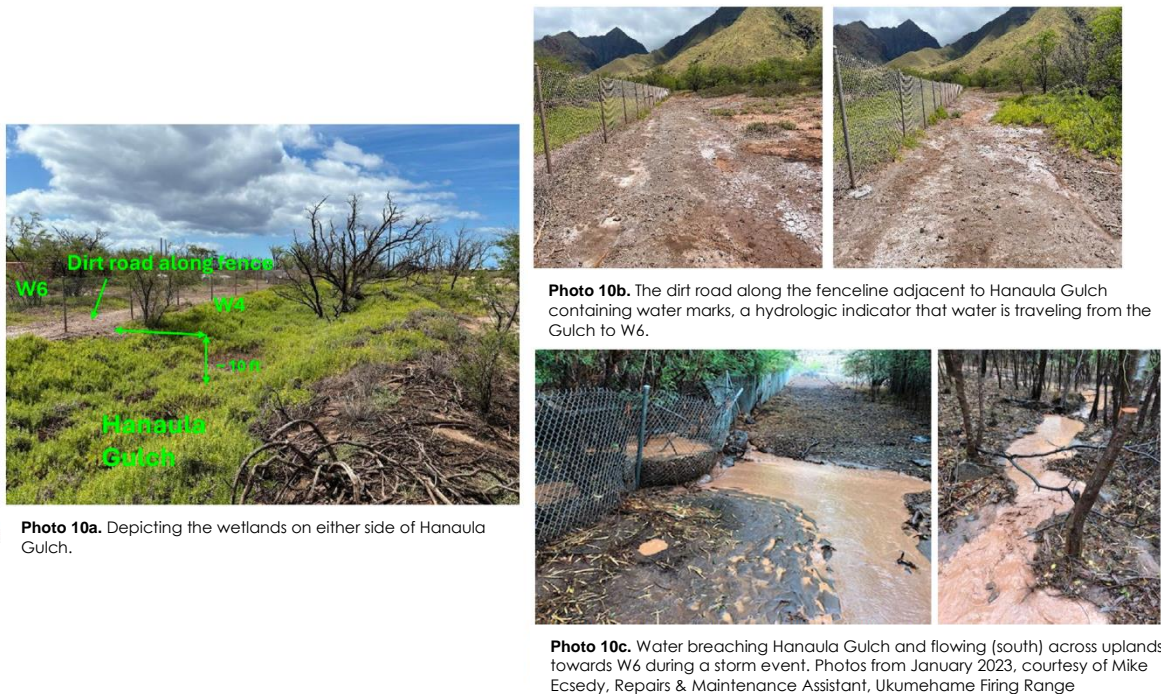 Dirt road along fence
W6
W4
~10 ft
Hanaula
Gulch
Photo 10a. Depicting the wetlands on either side of Hanaula
Gulch.
Photo 10b. The dirt road along the fenceline adjacent to Hanaula Gulch
containing water marks, a hydrologic indicator that water is traveling from the
Gulch to W6.
Photo 10c. Water breaching Hanaula Gulch and flowing (south) across uplands
towards W6 during a storm event. Photos from January 2023, courtesy of Mike
Ecsedy, Repairs & Maintenance Assistant, Ukumehame Firing Range